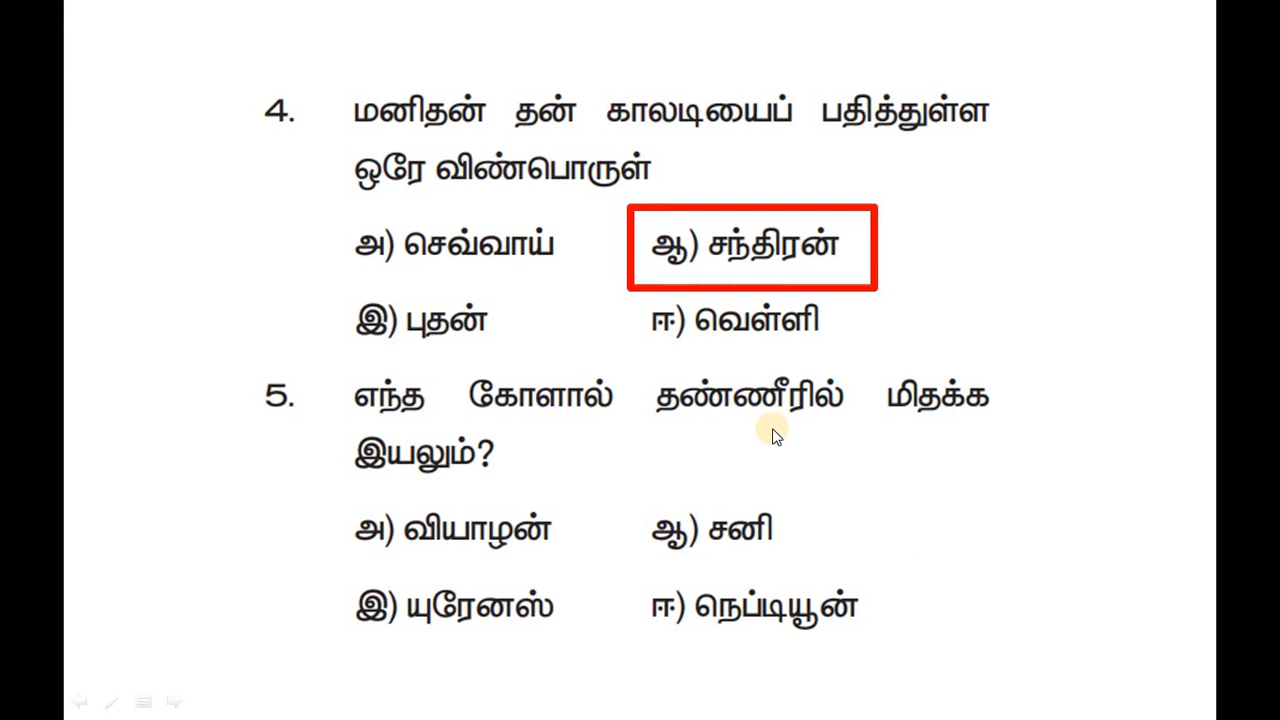 4. மனிதன் தன் காலடியைப் பதித்துள்ள
ஒரே விண்பொருள்
அ) செவ்வாய் ஆ) சந்திரன்
இ) புதன் ஈ) வெள்ளி
5. எந்த கோளால் தண்ணீரில் மிதக்க
இயலும்?
அ) வியாழன் ஆ) சனி
இ) யுரேனஸ் ஈ) நெப்டியூன்